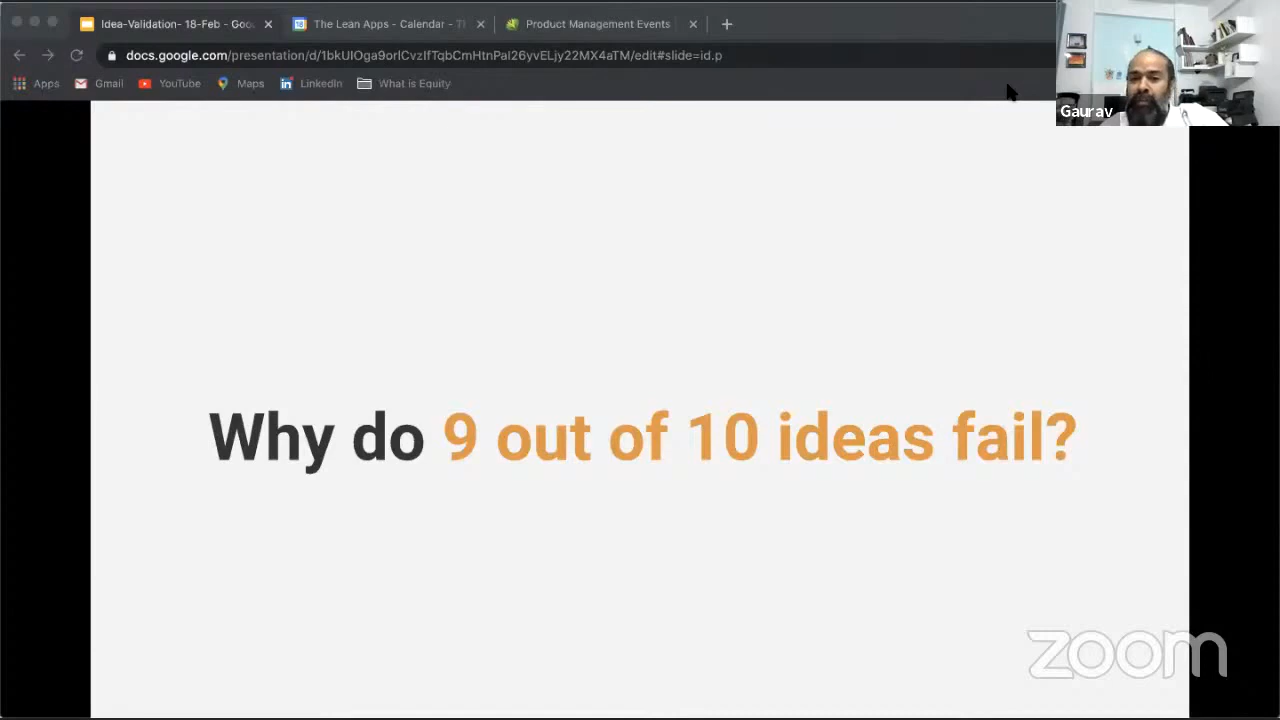 Idea-Validation- 18-Feb - Goo
The Lean Apps - Calendar - Tl
Product Management Events
docs.google.com/presentation/d/1bkUIOga9orlCvzIfTqbCmHtnPaI26yvELjy22MX4aTM/edit#slide=id.p
Apps
Gmail
YouTube
Maps
LinkedIn
What is Equity
Gaurav
Why do 9 out of 10 ideas fail?
zoom